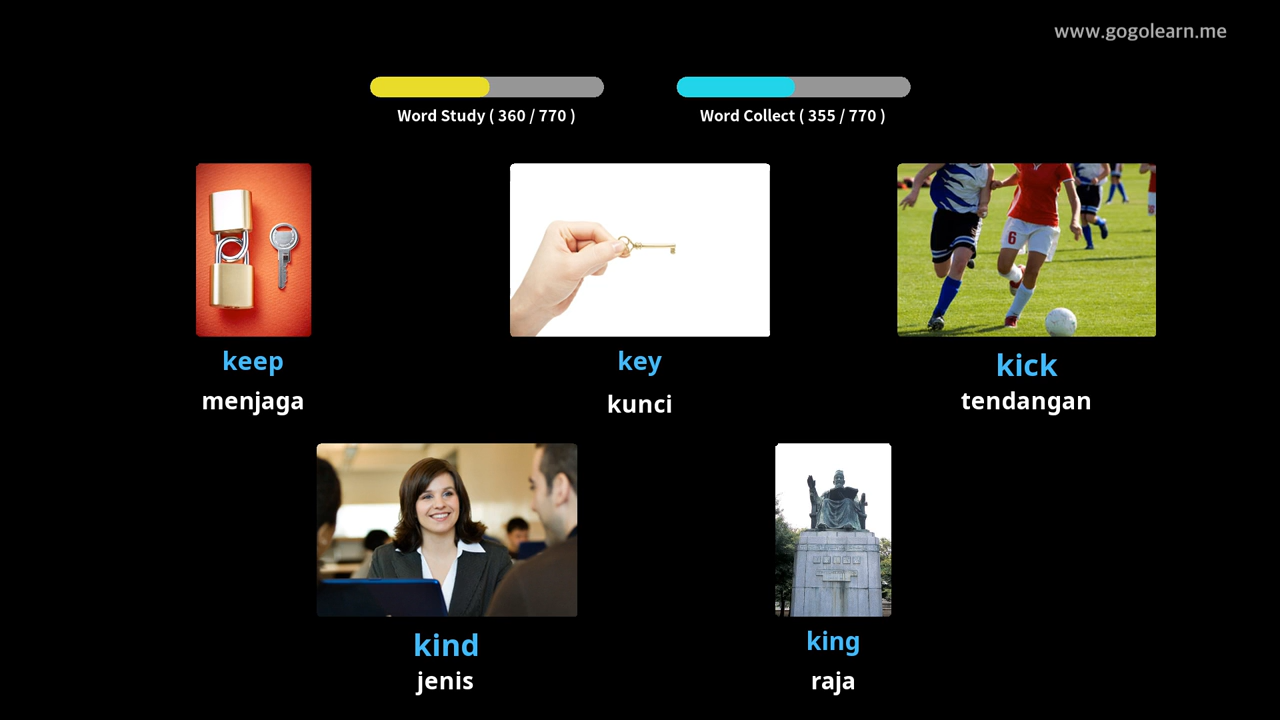 www.gogolearn.me
Word Study ( 360 / 770 )
Word Collect ( 355 / 770 )
keep
menjaga
key
kunci
6
kick
tendangan
kind
jenis
king
raja